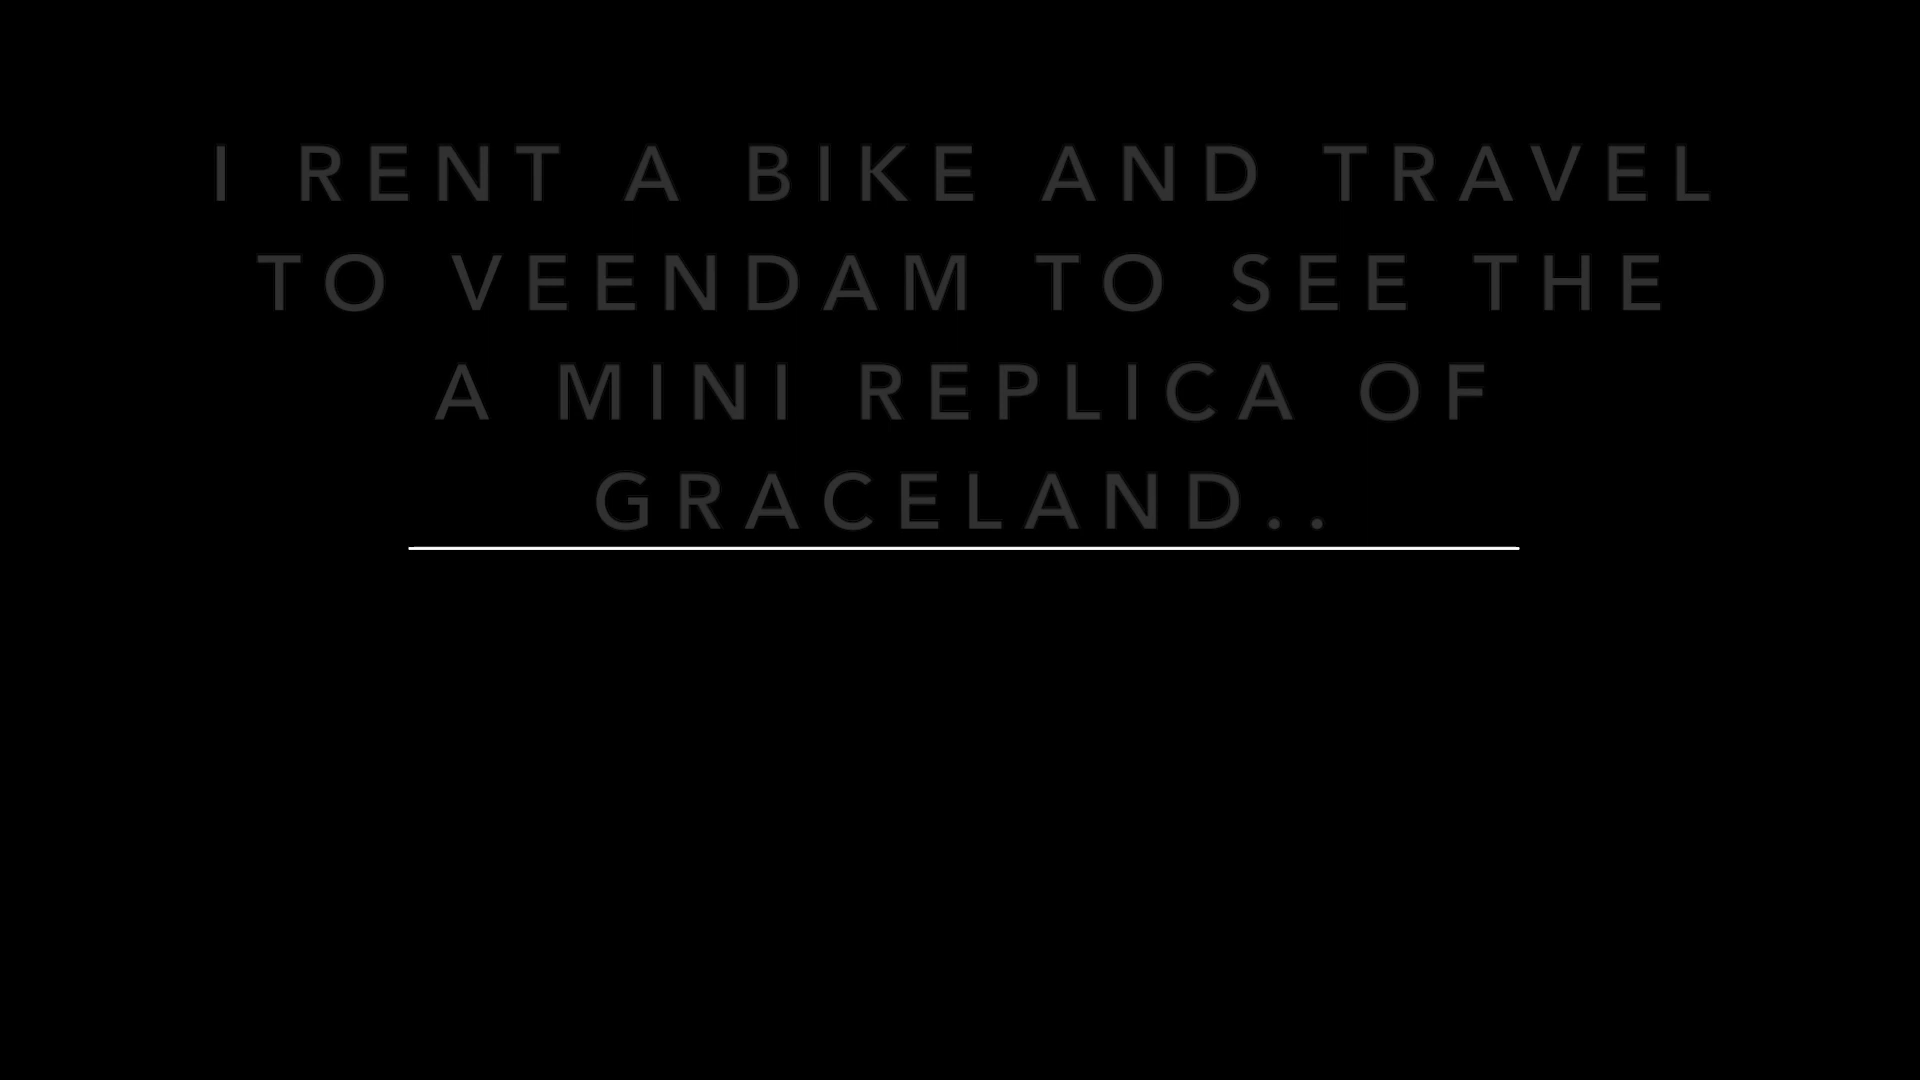 I RENT A BIKE AND TRAVEL
TO VEENDAM TO SEE THE
A MINI REPLICA OF
GRACELAND..